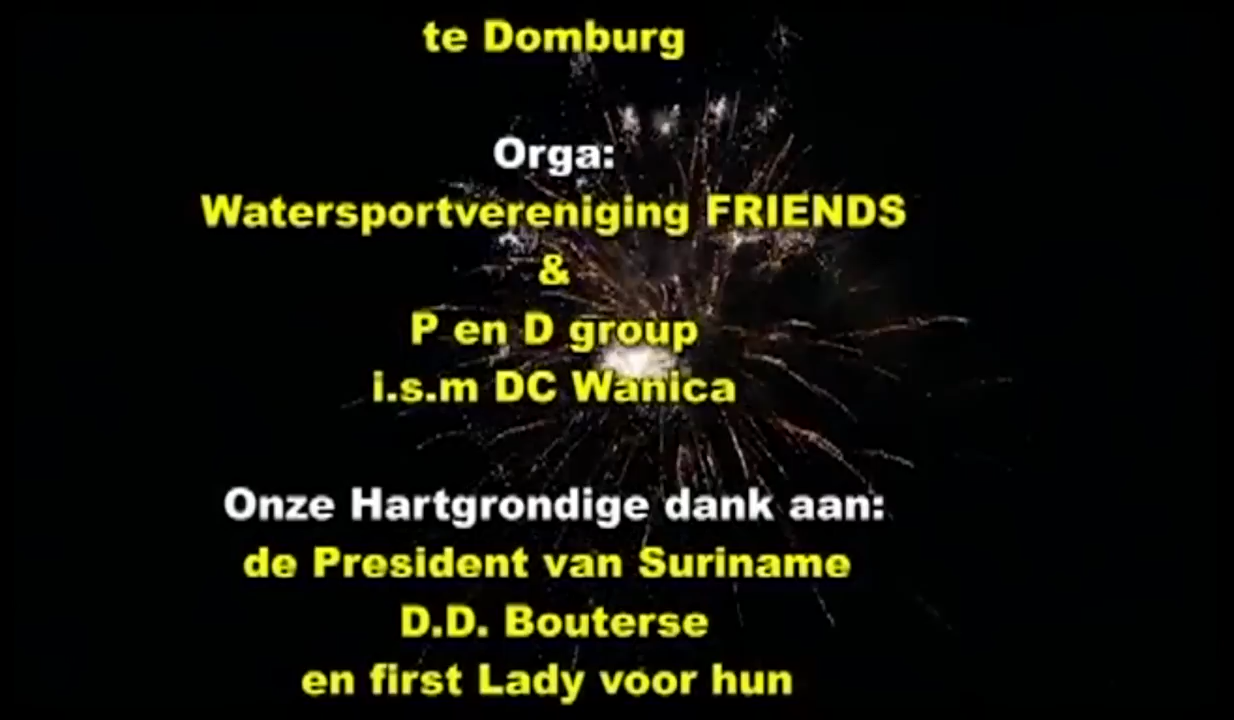 te Domburg
Orga:
Watersportvereniging FRIENDS
&
P en D group
i.s.m DC Wanica
Onze Hartgrondige dank aan:
de President van Suriname
D.D. Bouterse
en first Lady voor hun